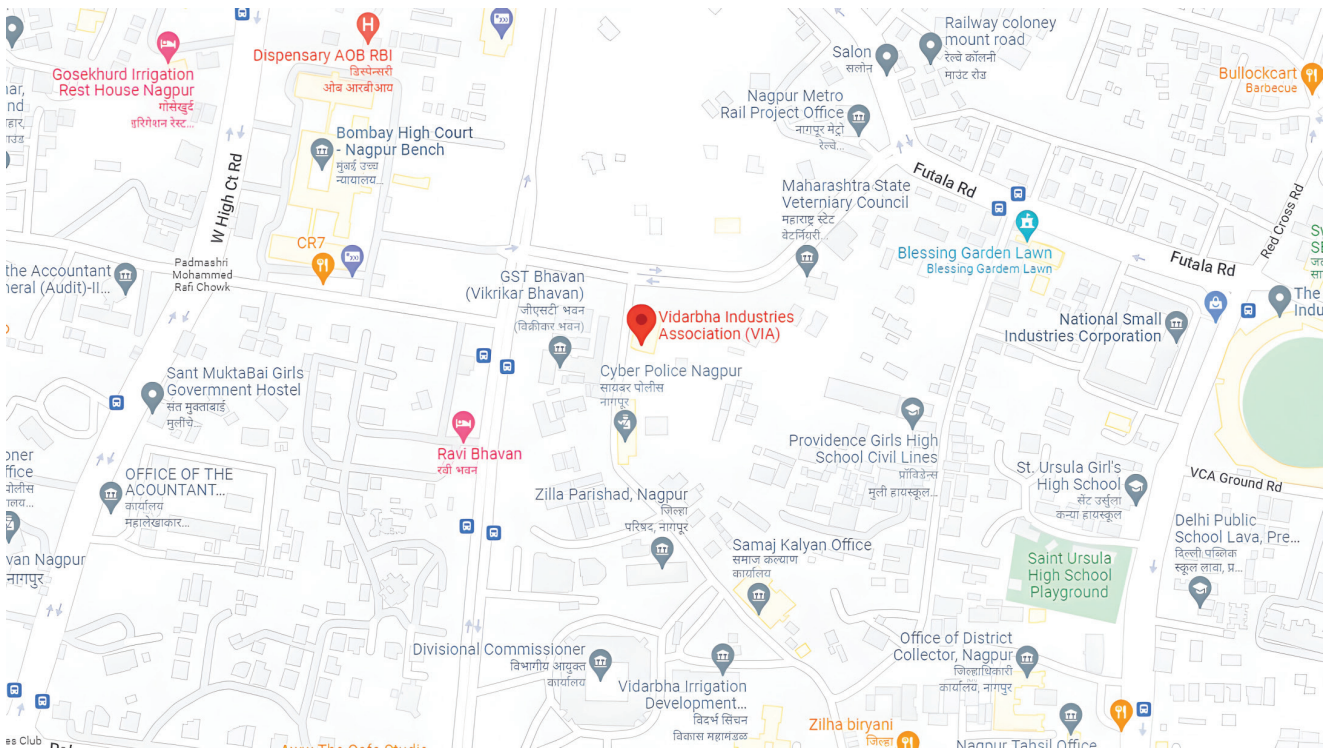 Dispensary AOB RBI
डिस्पेन्सरी
ओब आरबीआय
Gosekhurd Irrigation
Rest House Nagpur
गोसेखुर्द
इरिगेशन रेस्ट...
Bombay High Court
- Nagpur Bench
मुंबई उच्च
न्यायालय...
W High Ct Rd
CR7
Padmashri
Mohammed
Rafi Chowk
the Accountant
neral (Audit)-II...
Salon
सलोन
Railway coloney
mount road
रेल्वे कॉलनी
माउंट रोड
Bullockcart
Barbecue
Nagpur Metro
Rail Project Office
नागपूर मेट्रो
रेल्वे...
Futala Rd
Red Cross Rd
Maharashtra State
Veterniary Council
महाराष्ट्र स्टेट
वेटर्नियरी...
Blessing Garden Lawn
Blessing Gardem Lawn
Futala Rd
GST Bhavan
(Vikrikar Bhavan)
जीएसटी भवन
(विक्रीकर भवन)
Vidarbha Industries
Association (VIA)
National Small
Industries Corporation
The
Indu
Sant MuktaBai Girls
Govermnent Hostel
संत मुक्ताबाई
मुलींचे...
Cyber Police Nagpur
सायबर पोलीस
नागपूर
Ravi Bhavan
रवी भवन
Providence Girls High
School Civil Lines
प्रॉविडेन्स
मुली हायस्कूल...
OFFICE OF THE
ACOUNTANT...
कार्यालय
महालेखाकार...
St. Ursula Girl's
High School
सेंट उर्सुला
कन्या हायस्कूल
VCA Ground Rd
Zilla Parishad, Nagpur
जिल्हा
परिषद, नागपूर
Delhi Public
School Lava, Pre...
दिल्ली पब्लिक
स्कूल लावा, प्र...
Samaj Kalyan Office
समाज कल्याण
कार्यालय
Saint Ursula
High School
Playground
van Nagpur
नागपुर
Divisional Commissioner
विभागीय आयुक्त
कार्यालय
Office of District
Collector, Nagpur
जिल्हाधिकारी
कार्यालय, नागपुर
Vidarbha Irrigation
Development...
विदर्भ सिंचन
विकास महामंडळ
Zilha biryani
जिल्हा
Nagpur Tahsil Office
es Club